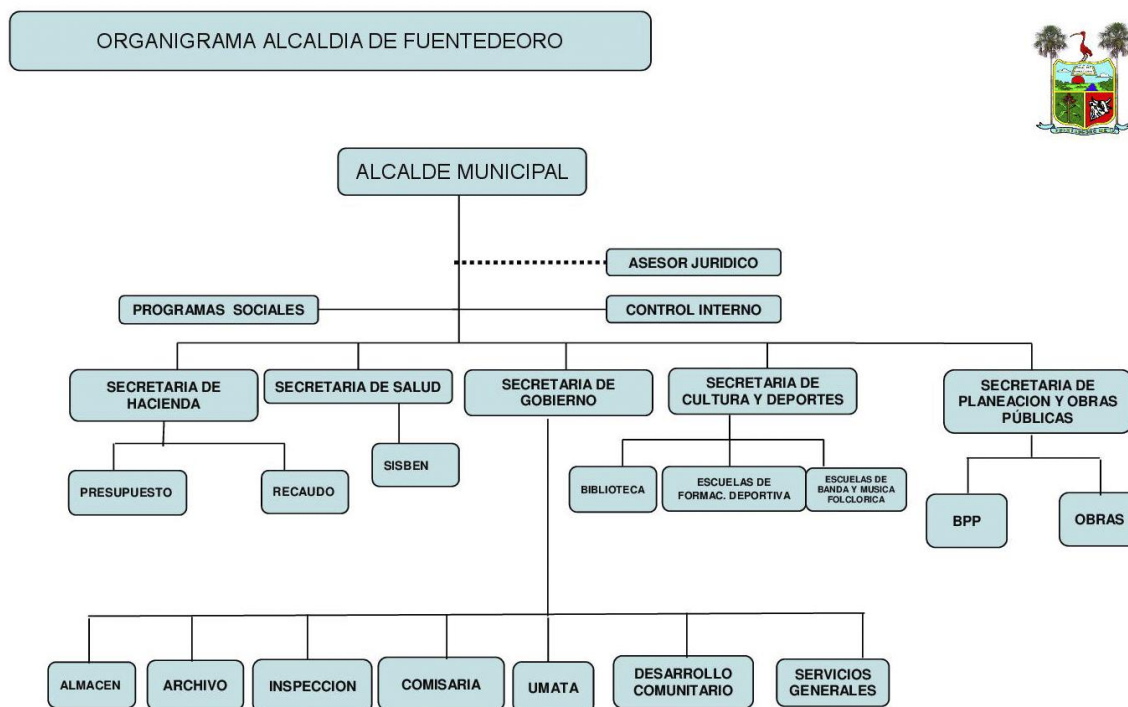 ORGANIGRAMA ALCALDIA DE FUENTEDEORO
ALCALDE MUNICIPAL
ASESOR JURIDICO
PROGRAMAS SOCIALES
CONTROL INTERNO
SECRETARIA DE
HACIENDA
SECRETARIA DE SALUD
SECRETARIA DE
GOBIERNO
SECRETARIA DE
CULTURA Y DEPORTES
SECRETARIA DE
PLANEACION Y OBRAS
PÚBLICAS
PRESUPUESTO
RECAUDO
SISBEN
BIBLIOTECA
ESCUELAS DE
FORMAC. DEPORTIVA
ESCUELAS DE
BANDA Y MUSICA
FOLCLORICA
BPP
OBRAS
ALMACEN
ARCHIVO
INSPECCION
COMISARIA
UMATA
DESARROLLO
COMUNITARIO
SERVICIOS
GENERALES